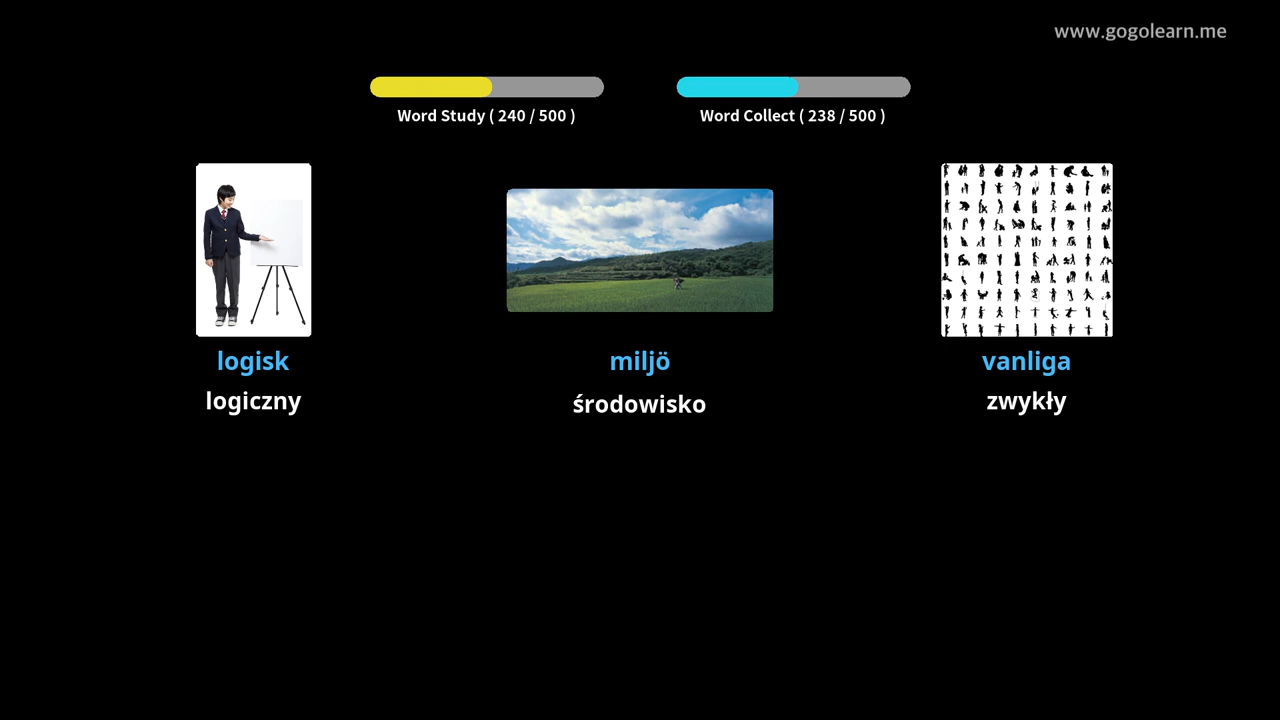 www.gogolearn.me
Word Study ( 240 / 500 )
Word Collect ( 238 / 500 )
logisk
miljö
vanliga
logiczny
środowisko
zwykły